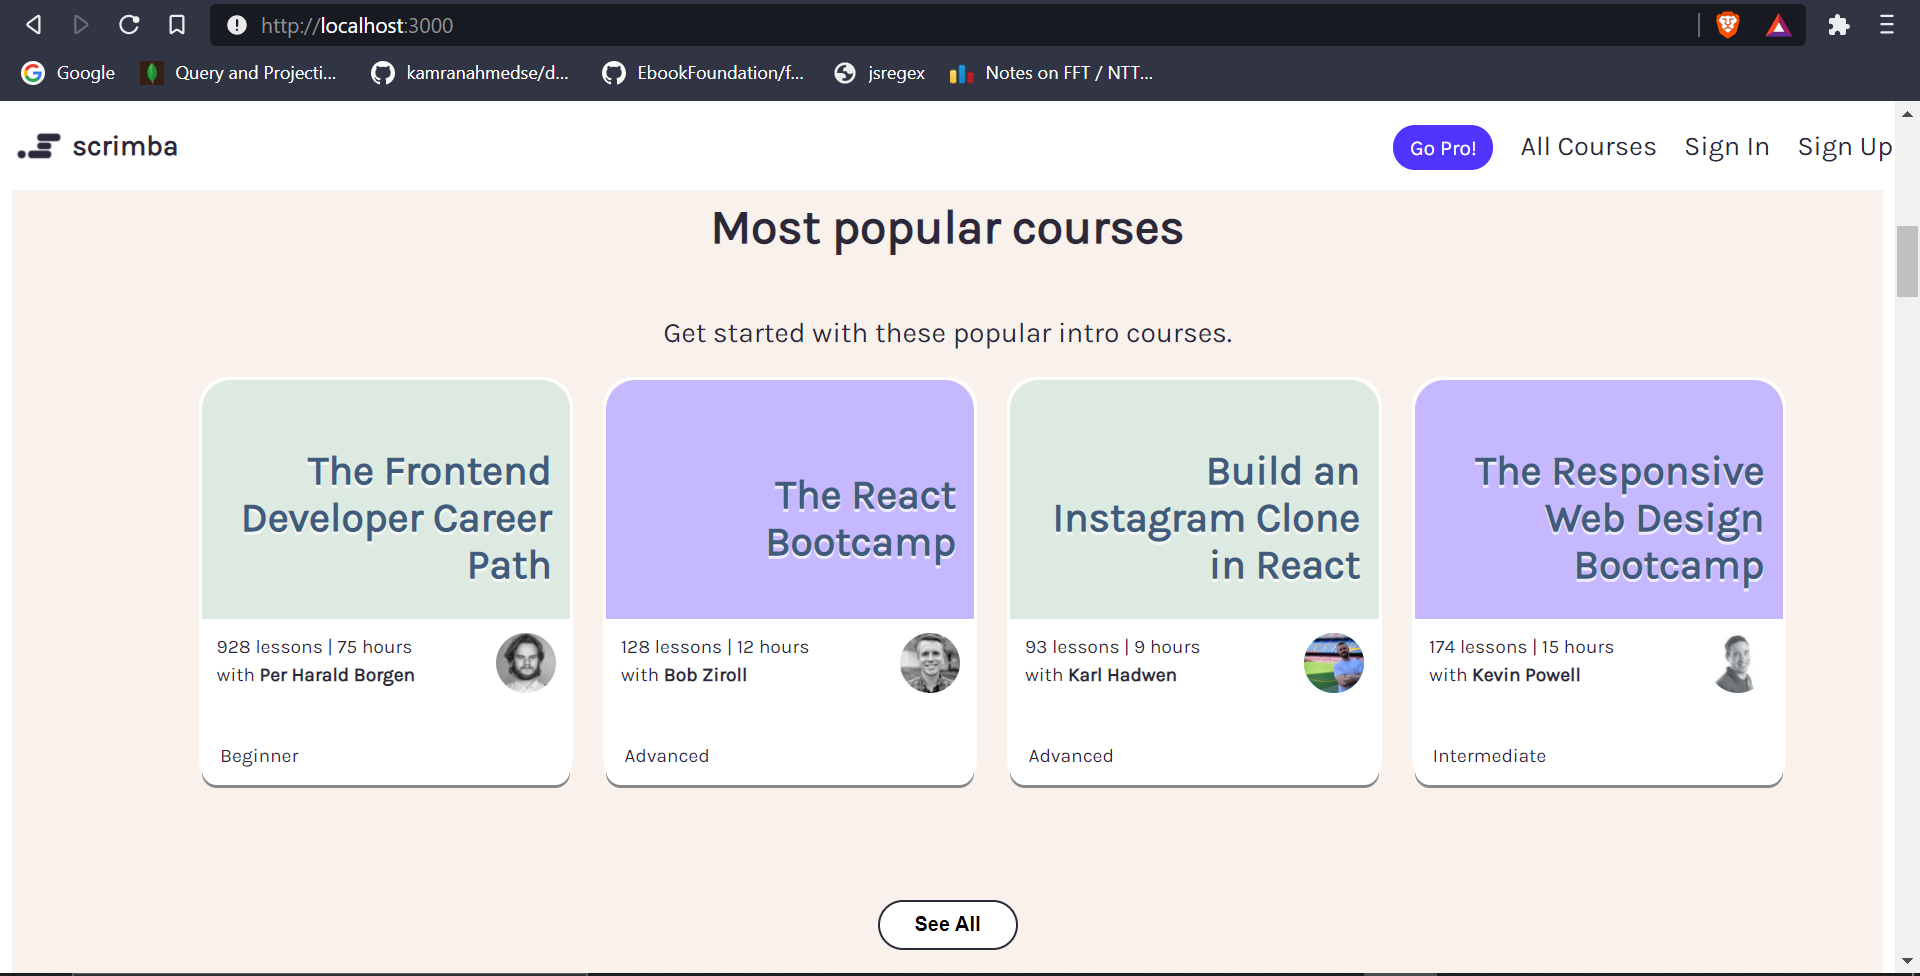 http://localhost:3000
Google
Query and Projecti...
kamranahmedse/d...
EbookFoundation/f...
jsregex
Notes on FFT / NTT...
scrimba
Go Pro!
All Courses
Sign In
Sign Up
Most popular courses
Get started with these popular intro courses.
The Frontend
Developer Career
Path
928 lessons | 75 hours
with Per Harald Borgen
Beginner
The React
Bootcamp
128 lessons | 12 hours
with Bob Ziroll
Advanced
Build an
Instagram Clone
in React
93 lessons | 9 hours
with Karl Hadwen
Advanced
The Responsive
Web Design
Bootcamp
174 lessons | 15 hours
with Kevin Powell
Intermediate
See All